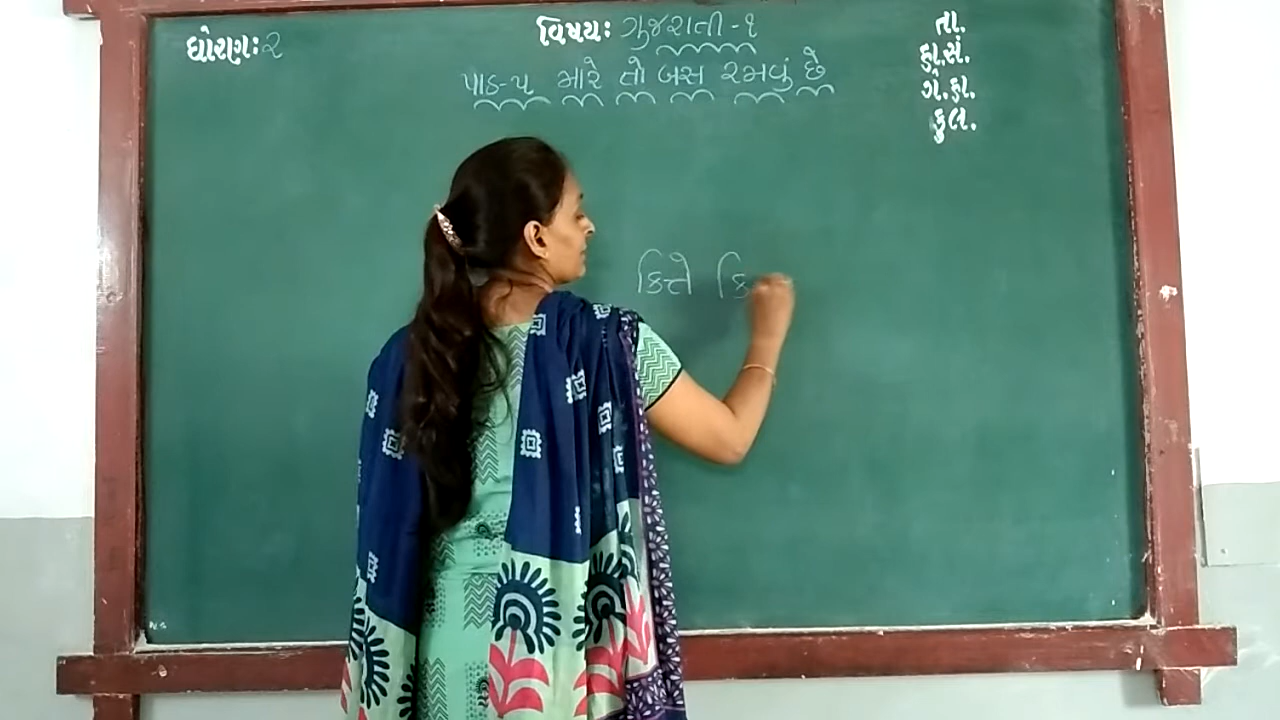 ધોરણ: ૨
વિષય: ગુજરાતી - ૧
પાઠ - ૫ મારે તો બસ રમવું છે
તા.
હા.સં.
ગે.હા.
કુલ.
કિત્તે કિ